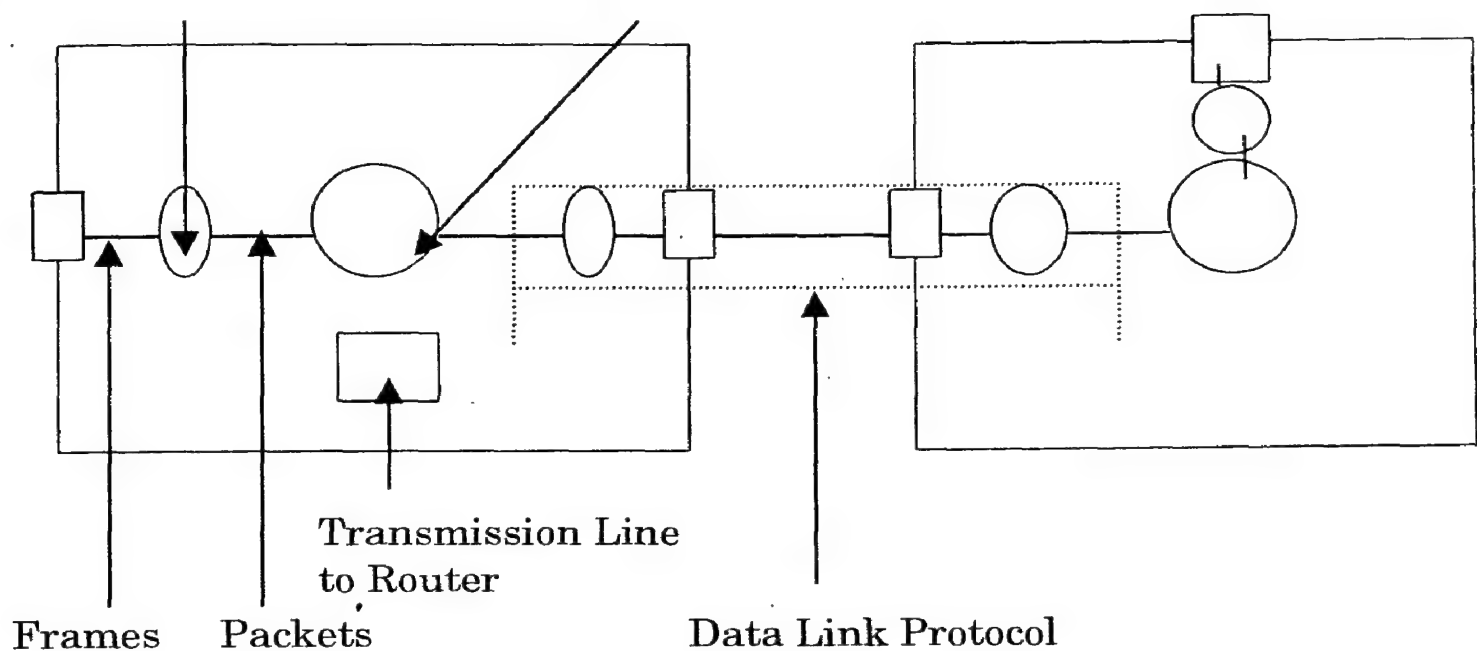 Transmission Line
to Router
Frames
Packets
Data Link Protocol